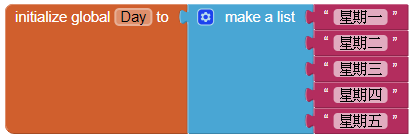 initialize global Day to make a list “ 星期一 ”
“ 星期二 ”
“ 星期三 ”
“ 星期四 ”
“ 星期五 ”